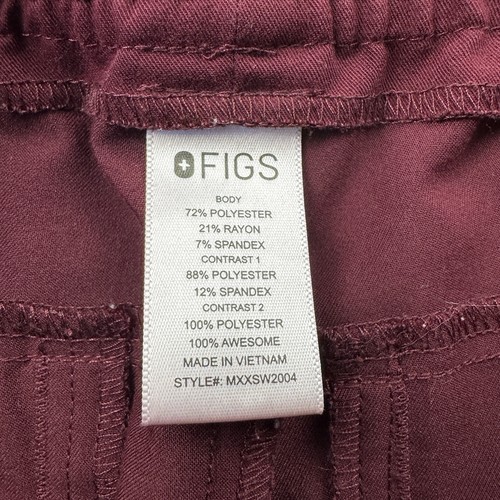 FIGS
BODY
72% POLYESTER
21% RAYON
7% SPANDEX
CONTRAST 1
88% POLYESTER
12% SPANDEX
CONTRAST 2
100% POLYESTER
100% AWESOME
MADE IN VIETNAM
STYLE#: MXXSW2004